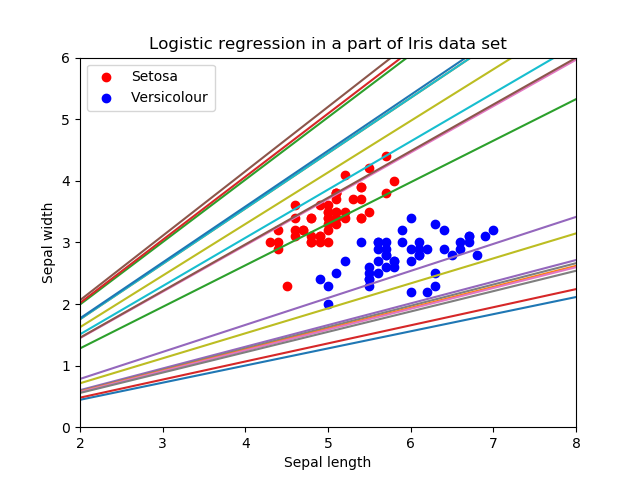 Logistic regression in a part of Iris data set
Setosa
Versicolour
Sepal width
6
5
4
3
2
1
0
2 3 4 5 6 7 8
Sepal length